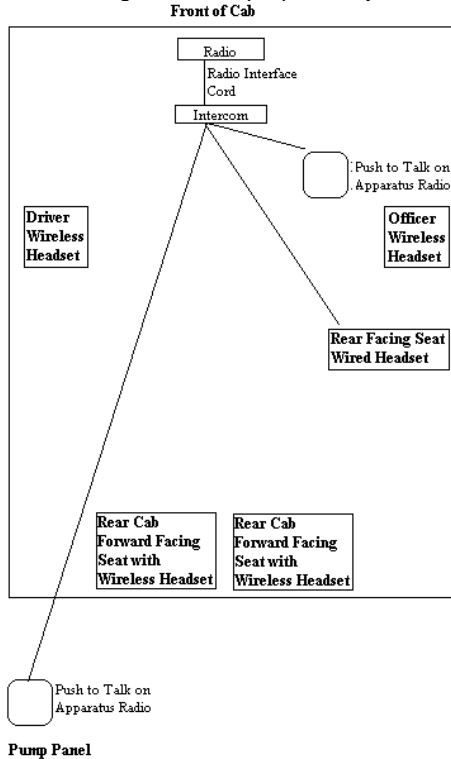 Front of Cab
Radio
Radio Interface
Cord
Intercom
Push to Talk on
Apparatus Radio
Driver
Wireless
Headset
Officer
Wireless
Headset
Rear Facing Seat
Wired Headset
Rear Cab
Forward Facing
Seat with
Wireless Headset
Rear Cab
Forward Facing
Seat with
Wireless Headset
Push to Talk on
Apparatus Radio
Pump Panel